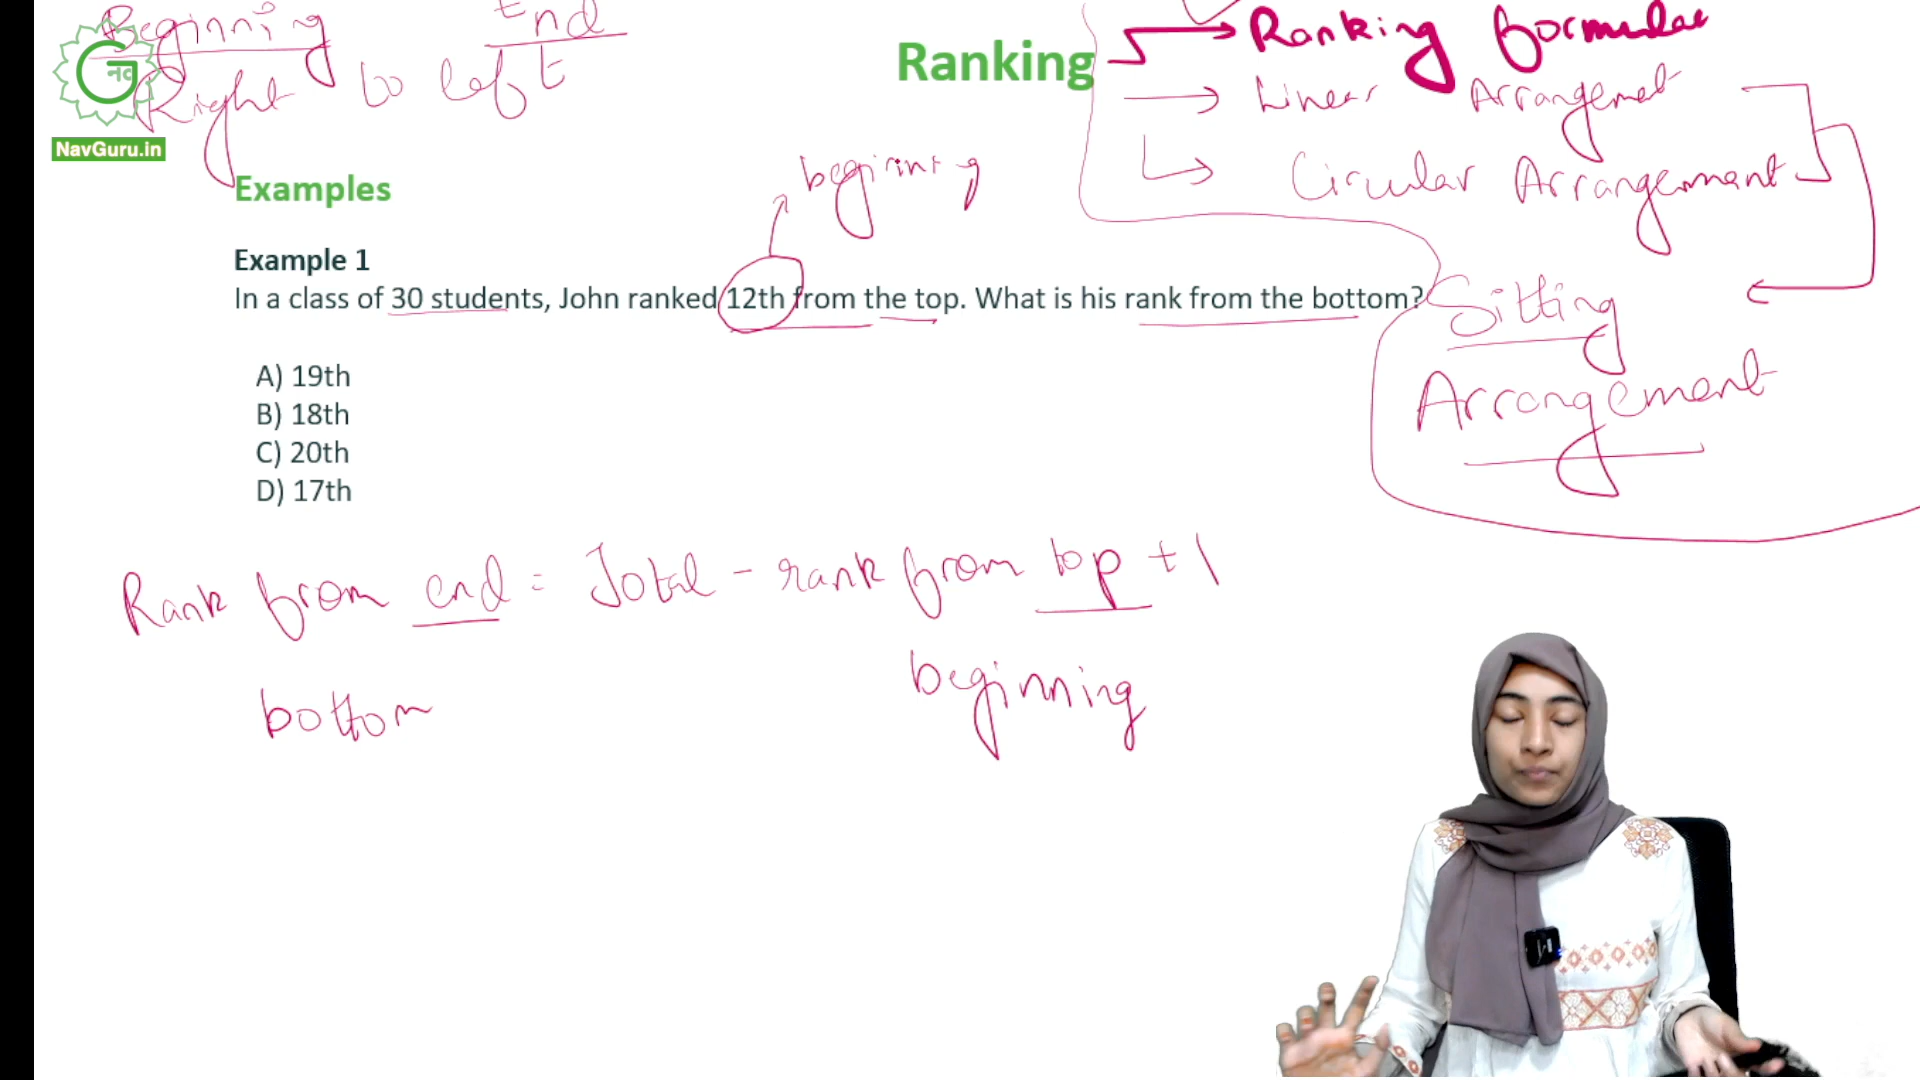 Beginning End
Right to left
नव
NavGuru.in
Ranking
Ranking formulae
Linear Arrangemet
Circular Arrangement
Sitting
Arrangement
Examples
beginning
Example 1
In a class of 30 students, John ranked 12th from the top. What is his rank from the bottom?
A) 19th
B) 18th
C) 20th
D) 17th
Rank from end = Total - rank from top + 1
bottom
beginning